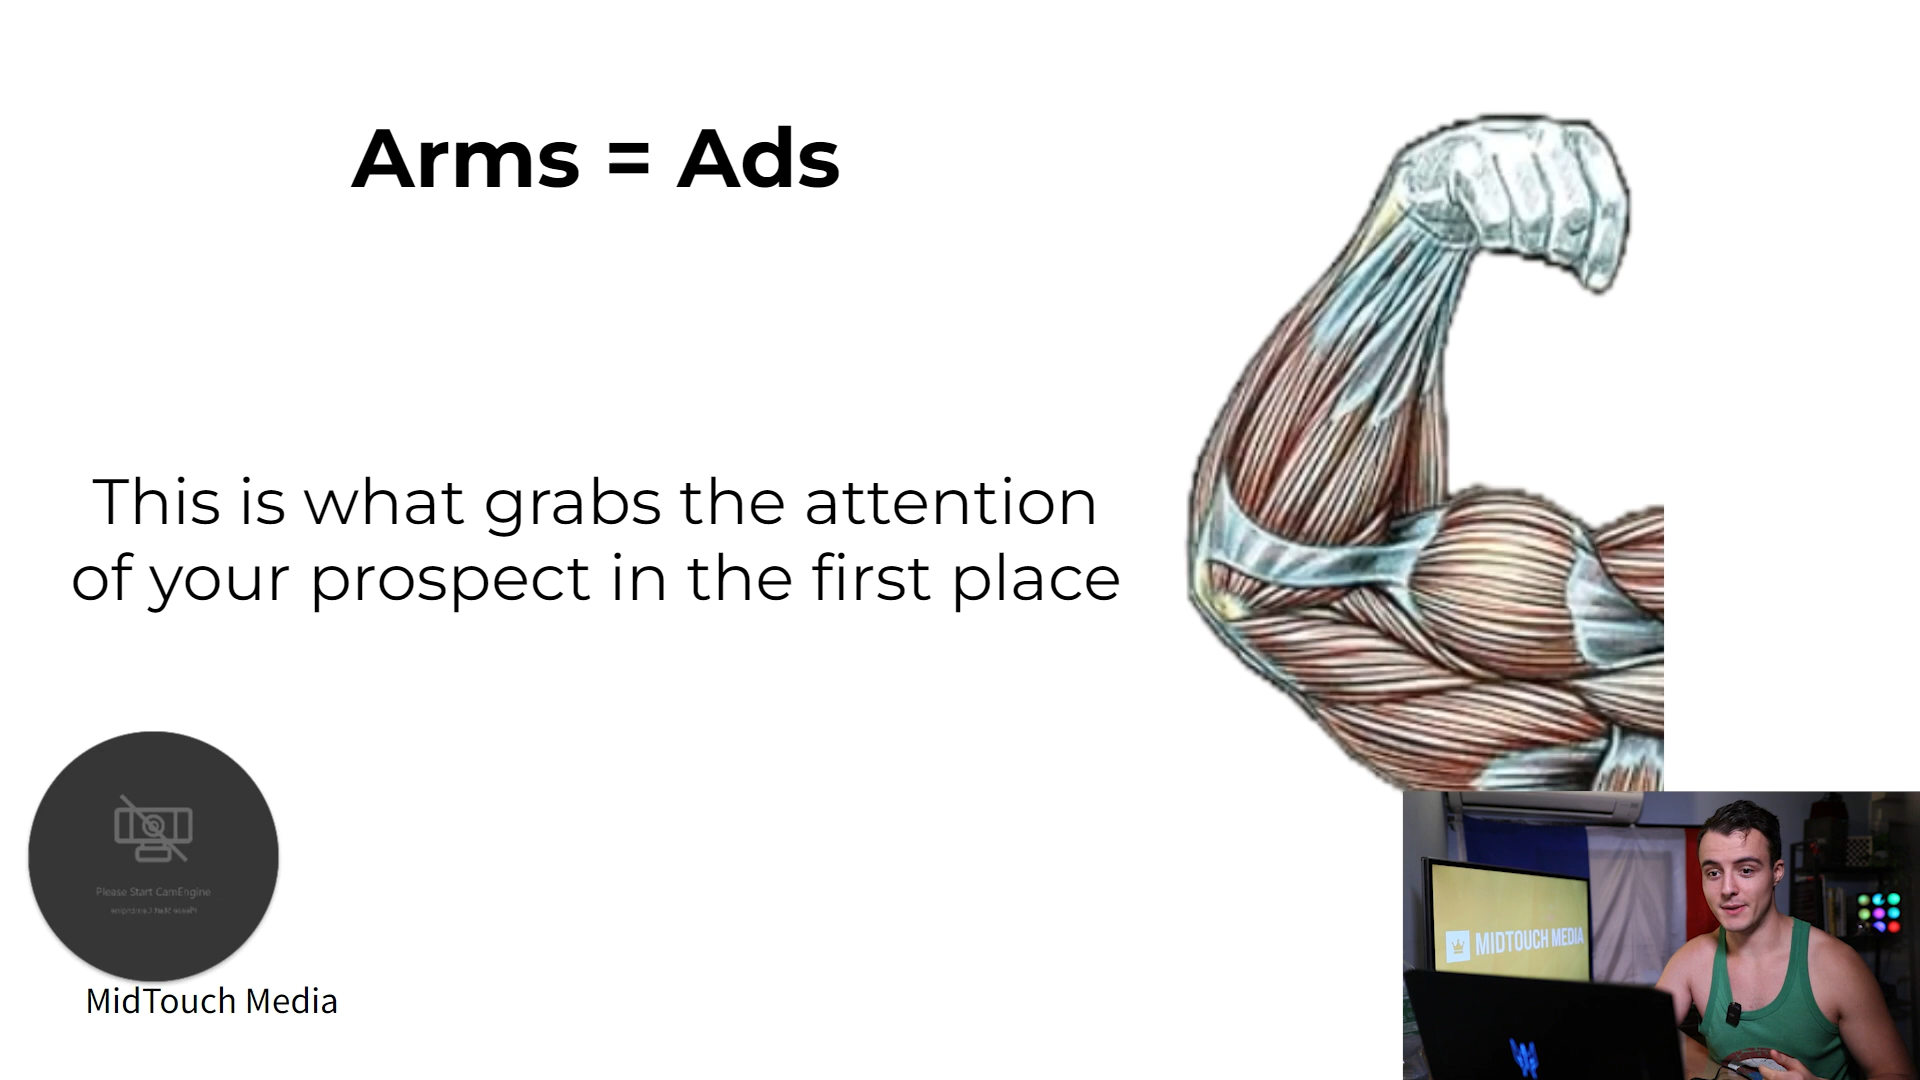 Arms = Ads
This is what grabs the attention
of your prospect in the first place
Please Start CamEngine
MidTouch Media
MIDTOUCH MEDIA